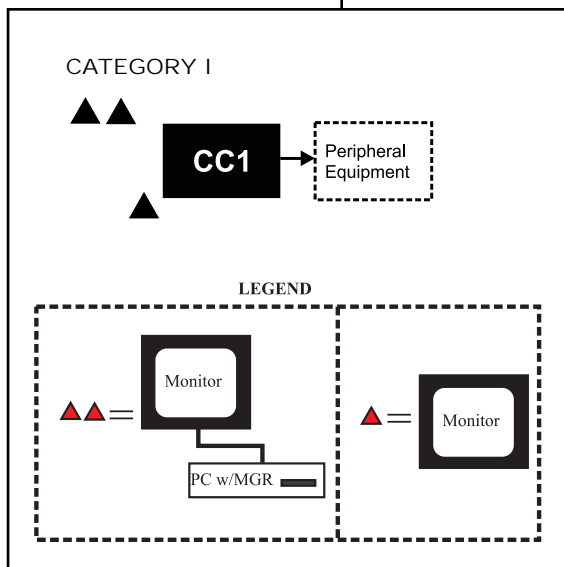 CATEGORY I
CC1
Peripheral
Equipment
LEGEND
Monitor
=
PC w/MGR
=
Monitor